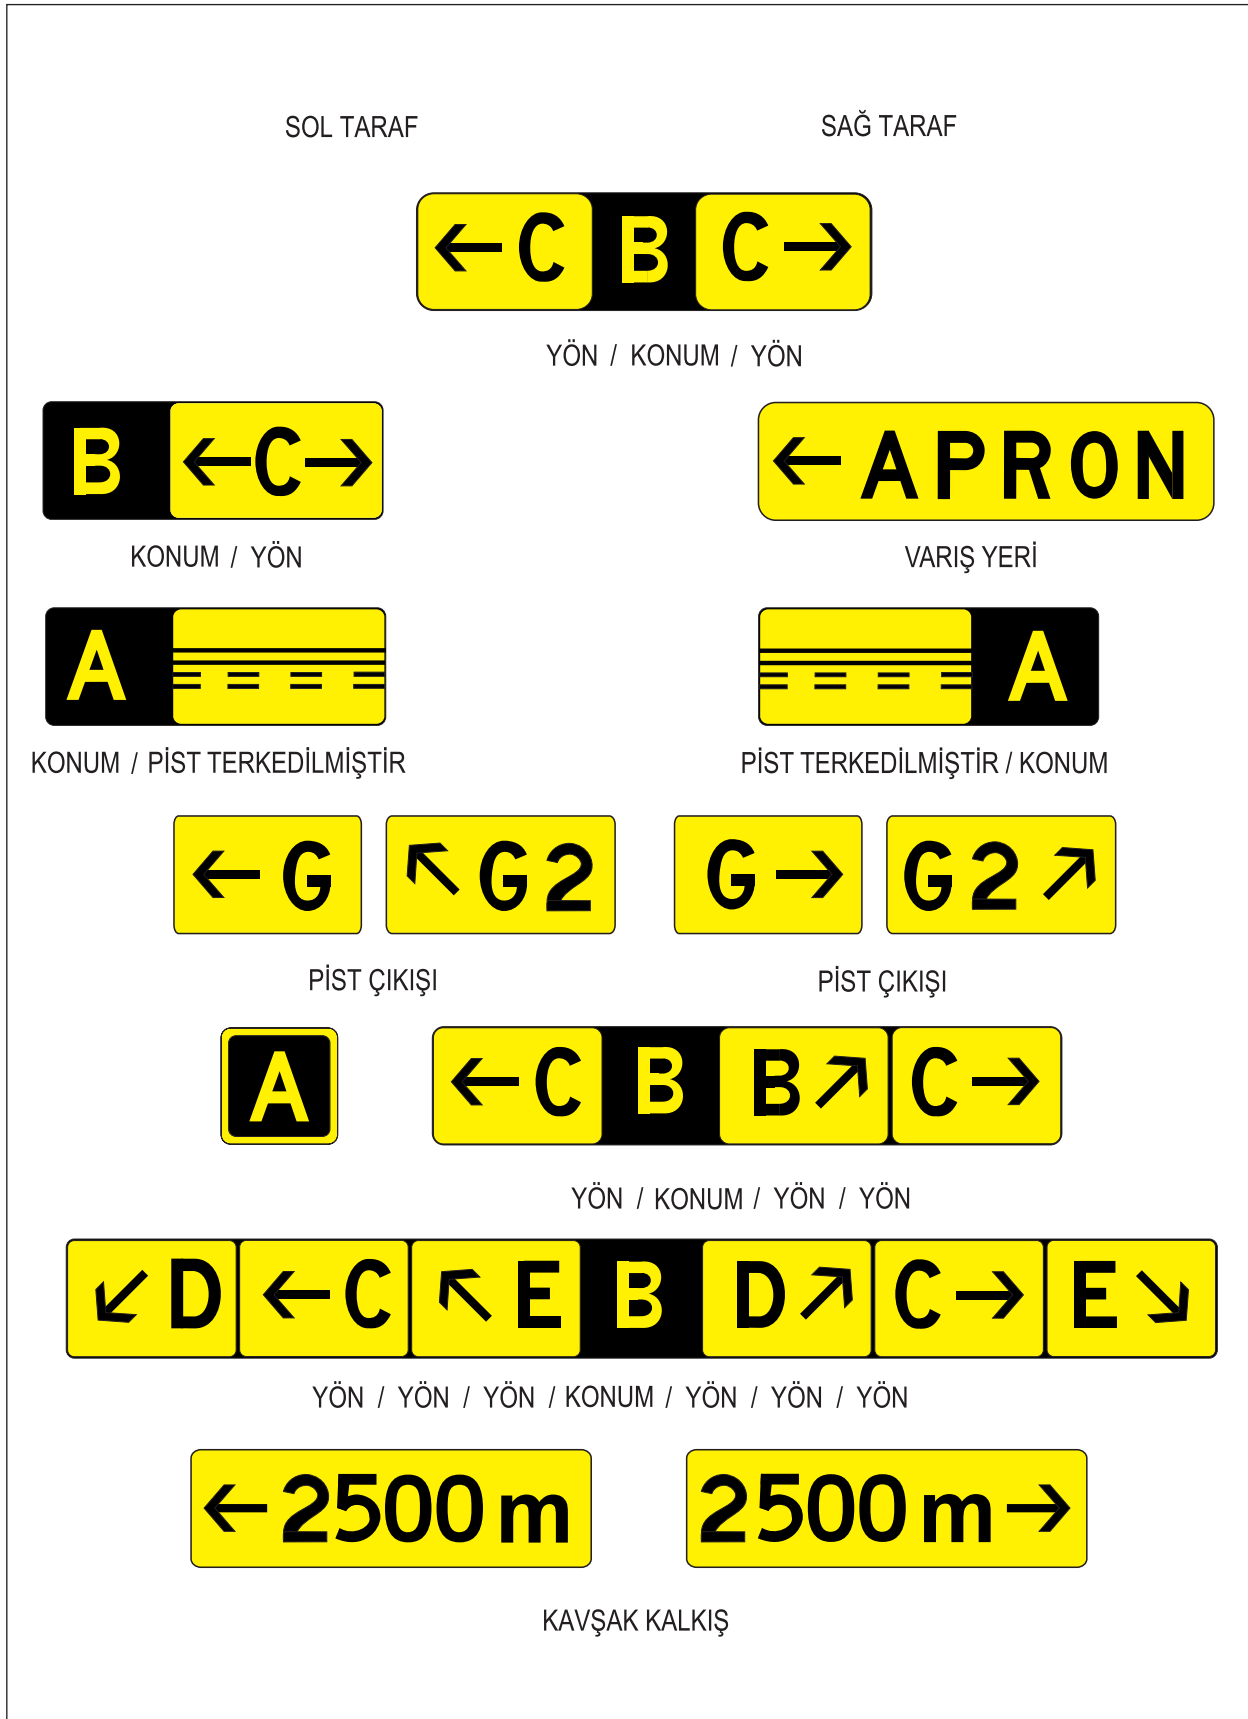 SOL TARAF SAĞ TARAF
←C B C→
YÖN / KONUM / YÖN
B ←C→ ←APRON
KONUM / YÖN VARIŞ YERİ
A A
KONUM / PİST TERKEDİLMİŞTİR PİST TERKEDİLMİŞTİR / KONUM
←G ↖G2 G→ G2↗
PİST ÇIKIŞI PİST ÇIKIŞI
A ←C B B↗ C→
YÖN / KONUM / YÖN / YÖN
↙D ←C ↖E B D↗ C→ E↘
YÖN / YÖN / YÖN / KONUM / YÖN / YÖN / YÖN
←2500m 2500m→
KAVŞAK KALKIŞ